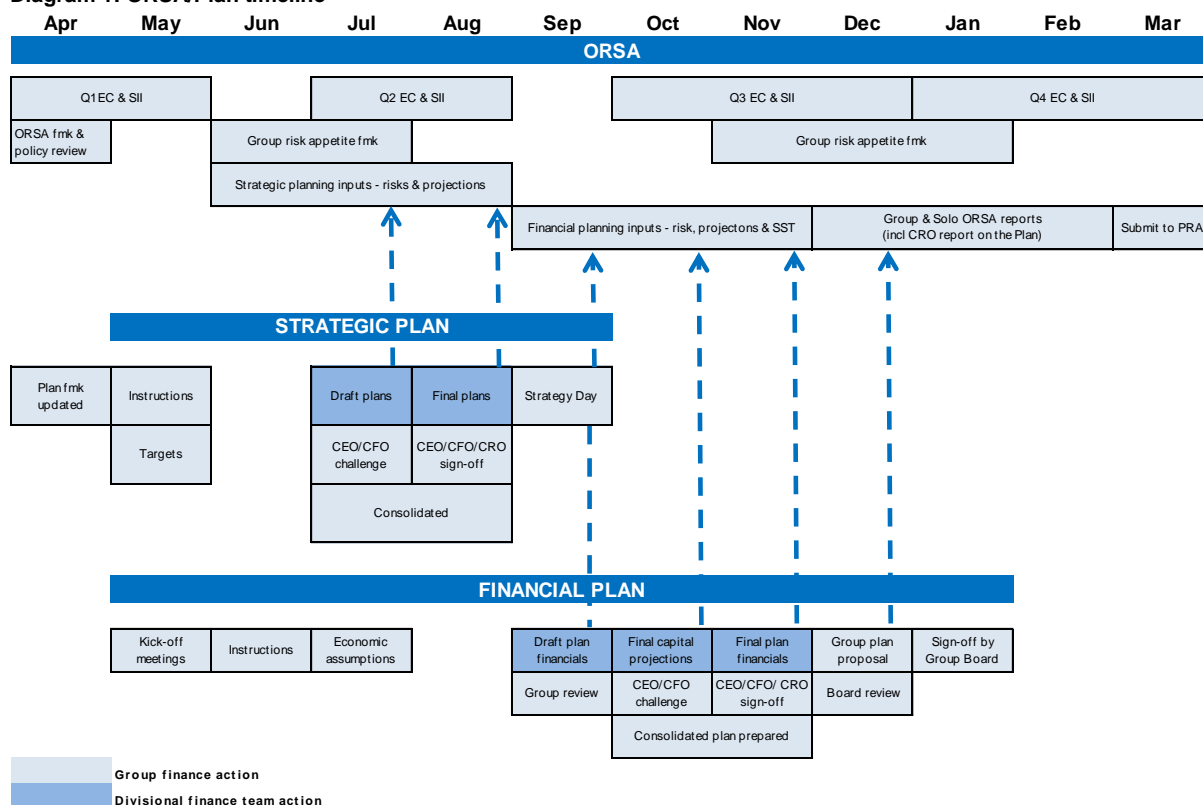 Diagram 1: ORSA/Plan timeline
Apr May Jun Jul Aug Sep Oct Nov Dec Jan Feb Mar
ORSA
Q1EC & SII
Q2 EC & SII
Q3 EC & SII
Q4 EC & SII
ORSA fmk &
policy review
Group risk appetite fmk
Group risk appetite fmk
Strategic planning inputs - risks & projections
Financial planning inputs - risk, projectons & SST
Group & Solo ORSA reports
(incl CRO report on the Plan)
Submit to PRA
STRATEGIC PLAN
Plan fmk
updated
Instructions
Draft plans
Final plans
Strategy Day
Targets
CEO/CFO
challenge
CEO/CFO/CRO
sign-off
Consolidated
FINANCIAL PLAN
Kick-off
meetings
Instructions
Economic
assumptions
Draft plan
financials
Final capital
projections
Final plan
financials
Group plan
proposal
Sign-off by
Group Board
Group review
CEO/CFO
challenge
CEO/CFO/ CRO
sign-off
Board review
Consolidated plan prepared
Group finance action
Divisional finance team action